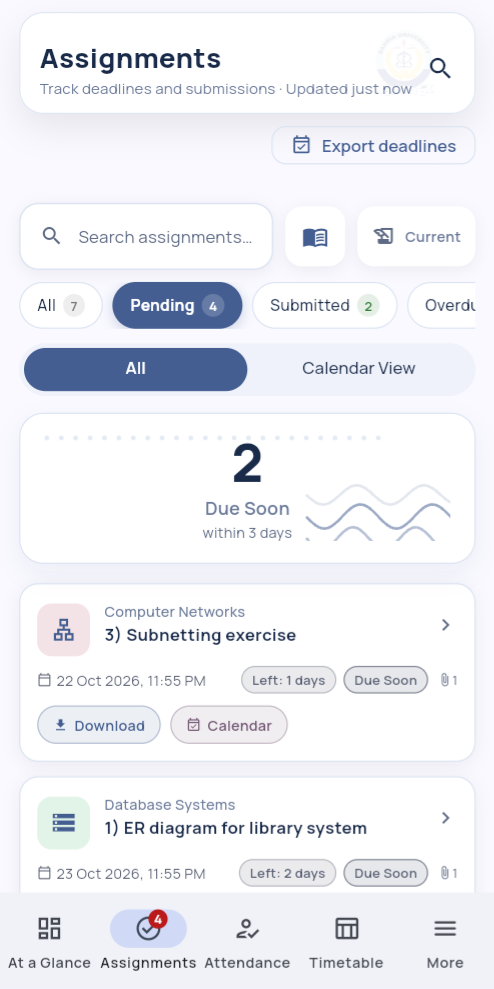 Assignments
Track deadlines and submissions · Updated just now
Export deadlines
Search assignments...
Current
All 7
Pending 4
Submitted 2
Overdu
All
Calendar View
2
Due Soon
within 3 days
Computer Networks
3) Subnetting exercise
22 Oct 2026, 11:55 PM Left: 1 days Due Soon 1
Download Calendar
Database Systems
1) ER diagram for library system
23 Oct 2026, 11:55 PM Left: 2 days Due Soon 1
4
At a Glance Assignments Attendance Timetable More